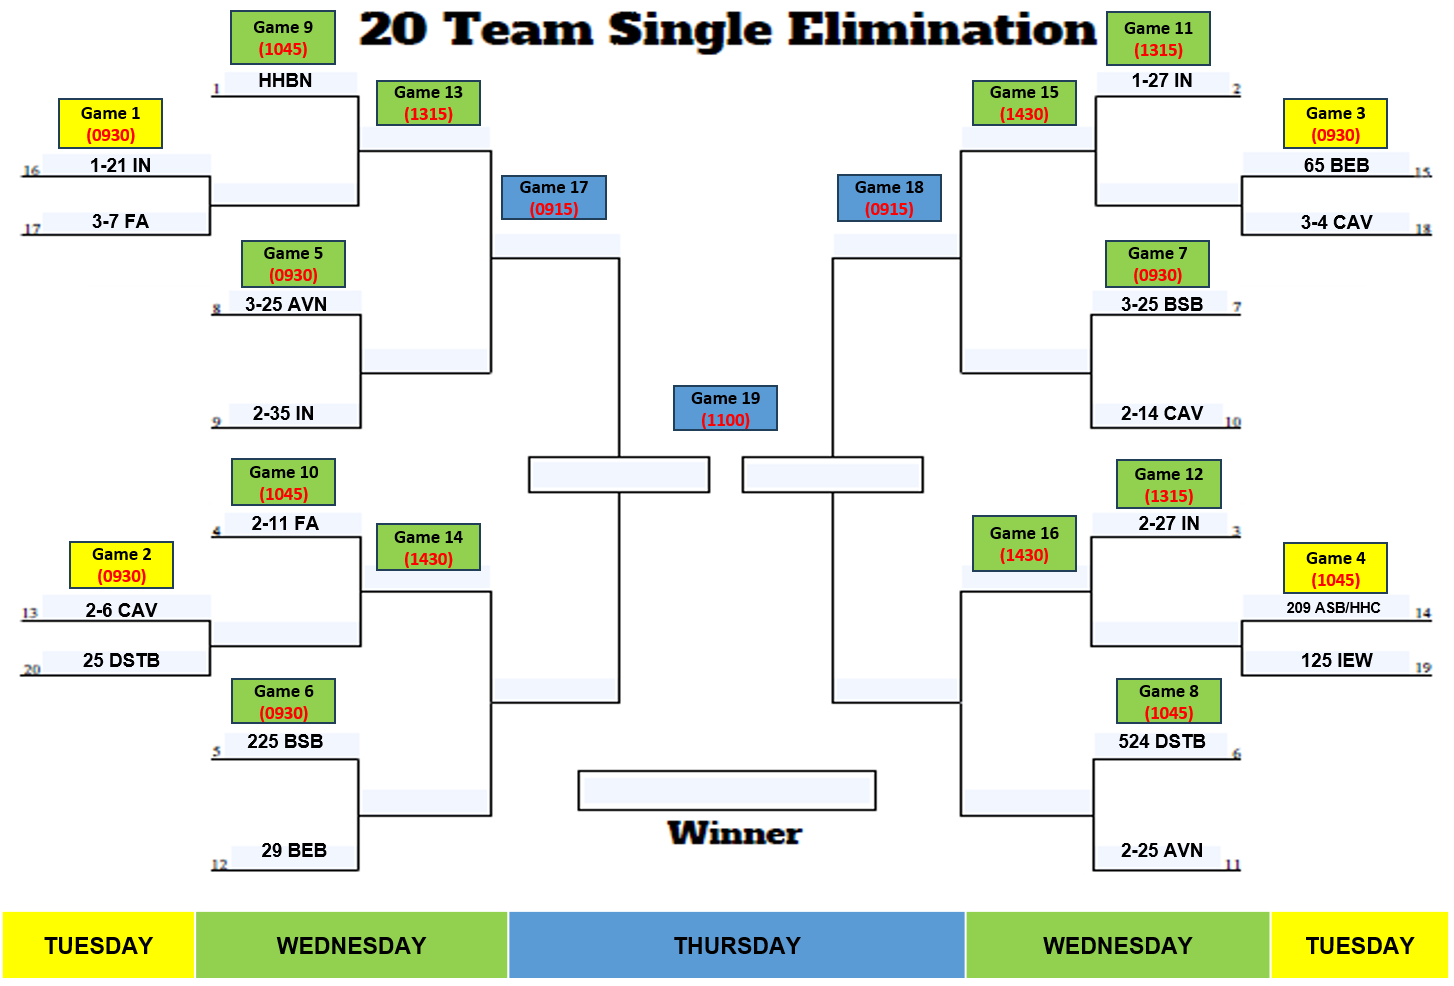 20 Team Single Elimination
Game 9
(1045)
1
HHBN
Game 1
(0930)
16
1-21 IN
17
3-7 FA
Game 13
(1315)
Game 5
(0930)
8
3-25 AVN
9
2-35 IN
Game 17
(0915)
Game 10
(1045)
4
2-11 FA
Game 2
(0930)
13
2-6 CAV
20
25 DSTB
Game 14
(1430)
Game 6
(0930)
5
225 BSB
12
29 BEB
Game 19
(1100)
Winner
Game 11
(1315)
1-27 IN
2
Game 15
(1430)
Game 3
(0930)
65 BEB
15
3-4 CAV
18
Game 18
(0915)
Game 7
(0930)
3-25 BSB
7
2-14 CAV
10
Game 12
(1315)
2-27 IN
3
Game 16
(1430)
Game 4
(1045)
209 ASB/HHC
14
125 IEW
19
Game 8
(1045)
524 DSTB
6
2-25 AVN
11
TUESDAY
WEDNESDAY
THURSDAY
WEDNESDAY
TUESDAY